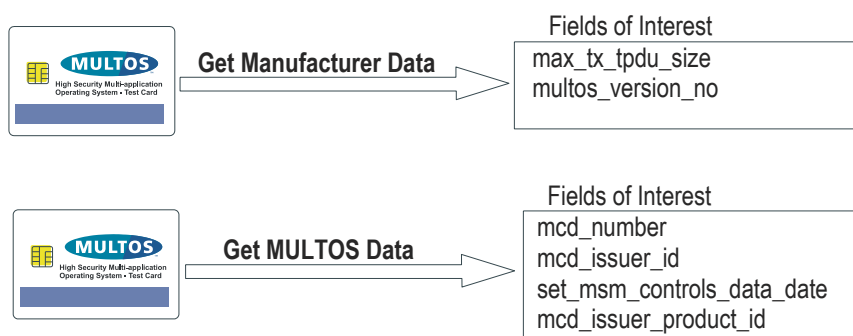 Fields of Interest
MULTOS
High Security Multi-application
Operating System • Test Card
Get Manufacturer Data
max_tx_tpdu_size
multos_version_no
Fields of Interest
MULTOS
High Security Multi-application
Operating System • Test Card
Get MULTOS Data
mcd_number
mcd_issuer_id
set_msm_controls_data_date
mcd_issuer_product_id